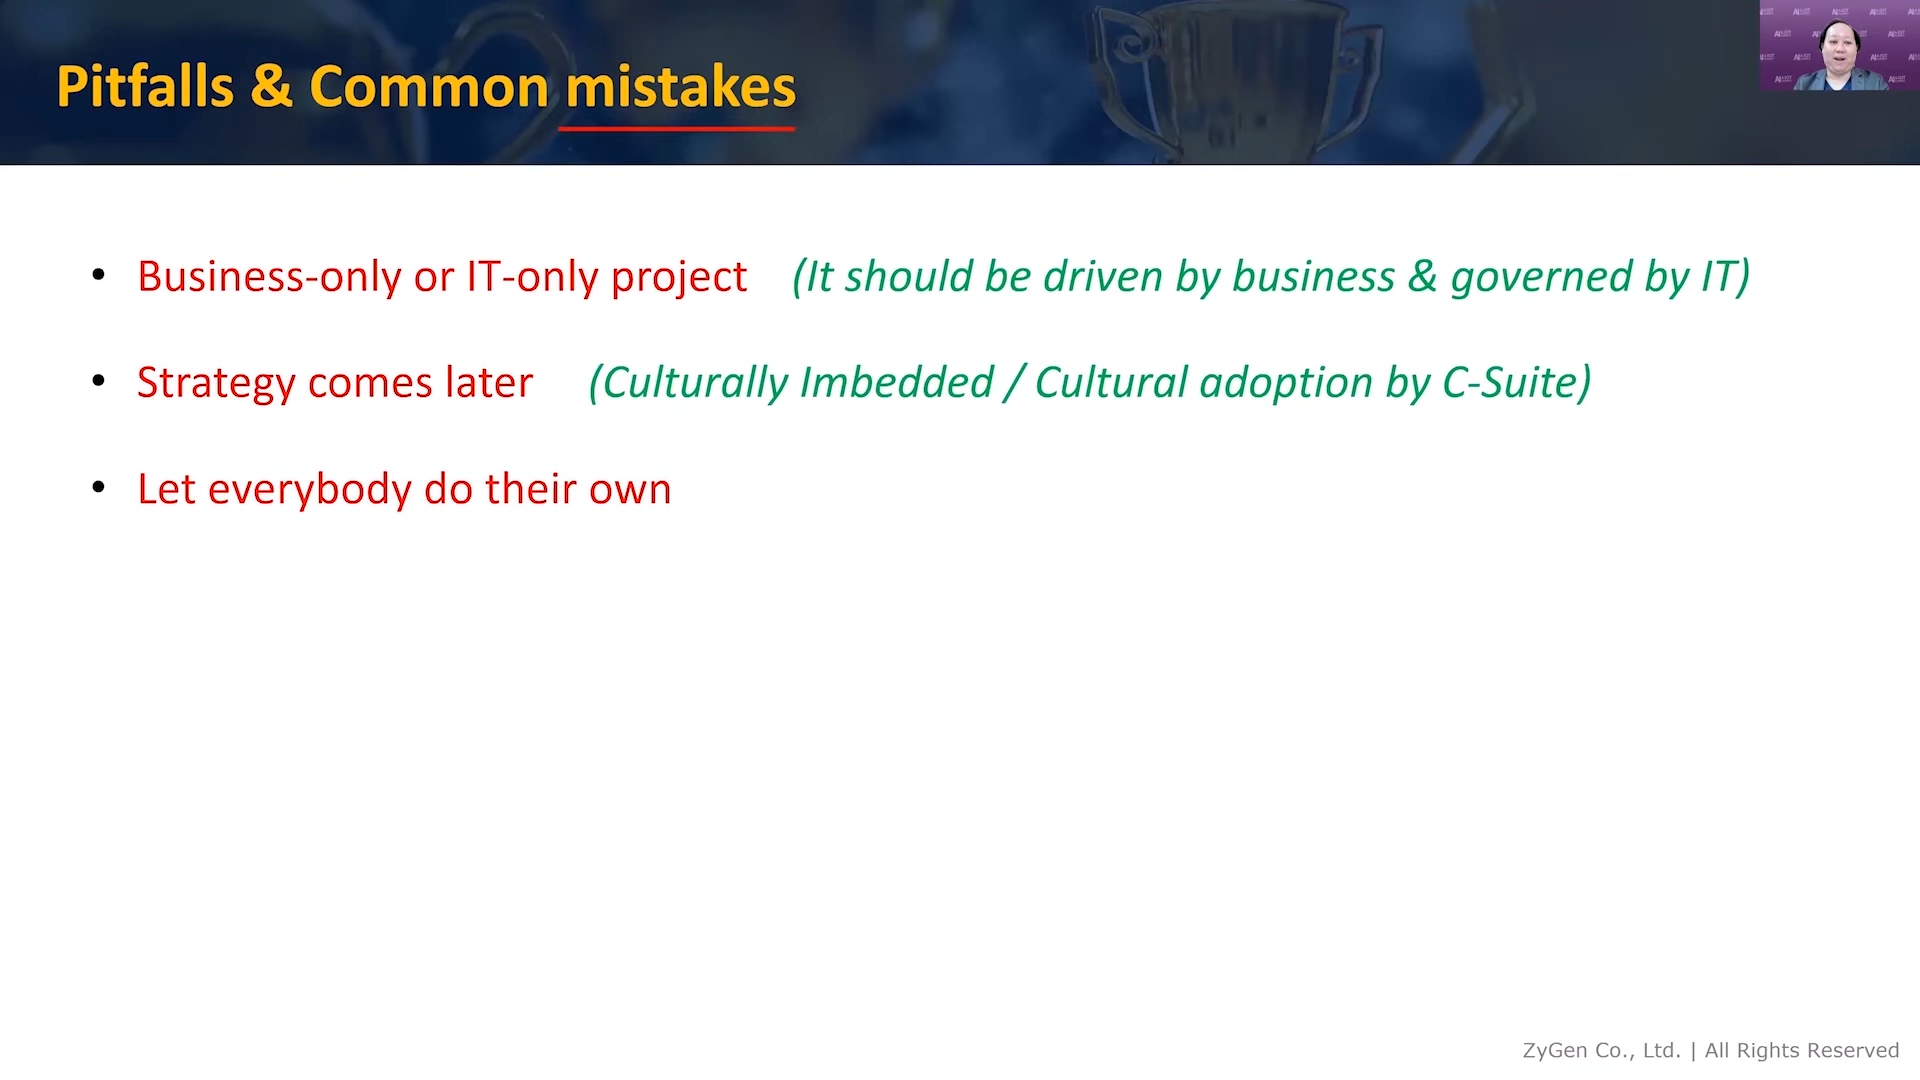 Pitfalls & Common mistakes
• Business-only or IT-only project (It should be driven by business & governed by IT)
• Strategy comes later (Culturally Imbedded / Cultural adoption by C-Suite)
• Let everybody do their own
ZyGen Co., Ltd. | All Rights Reserved